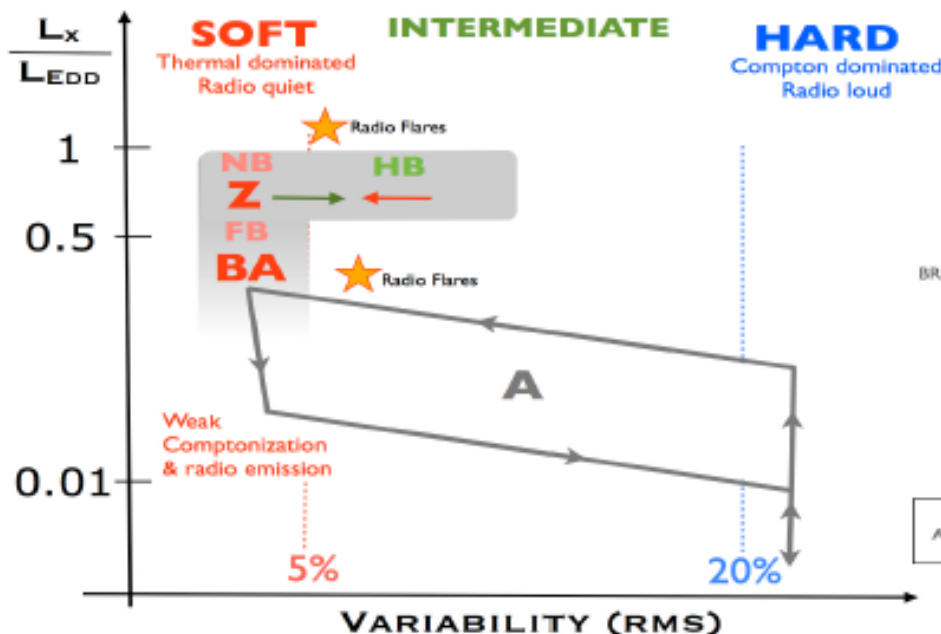 Lx
LEDD
SOFT
Thermal dominated
Radio quiet
INTERMEDIATE
HARD
Compton dominated
Radio loud
Radio Flares
1
NB
HB
Z
0.5
FB
BA
Radio Flares
BR
A
Weak
Comptonization
& radio emission
0.01
A
5%
20%
VARIABILITY (RMS)